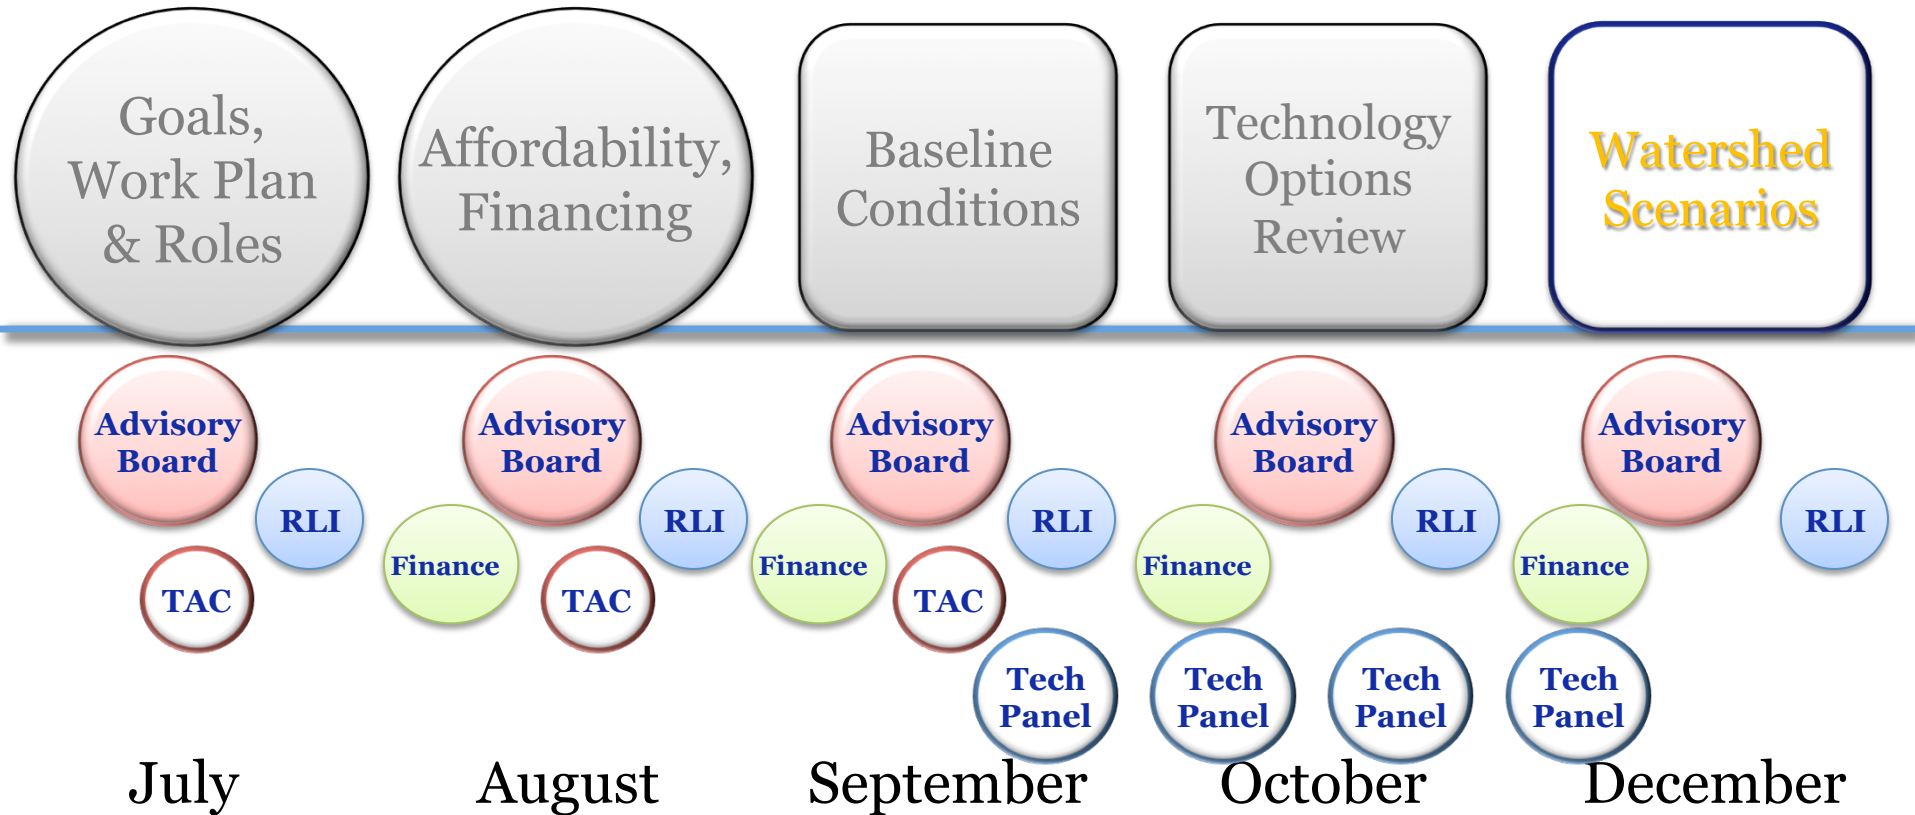 Goals,
Work Plan
& Roles
Affordability,
Financing
Baseline
Conditions
Technology
Options
Review
Watershed
Scenarios
Advisory
Board
RLI
TAC
Advisory
Board
RLI
Finance
TAC
Advisory
Board
RLI
Finance
TAC
Tech
Panel
Advisory
Board
RLI
Finance
Tech
Panel
Tech
Panel
Advisory
Board
RLI
Finance
Tech
Panel
July
August
September
October
December